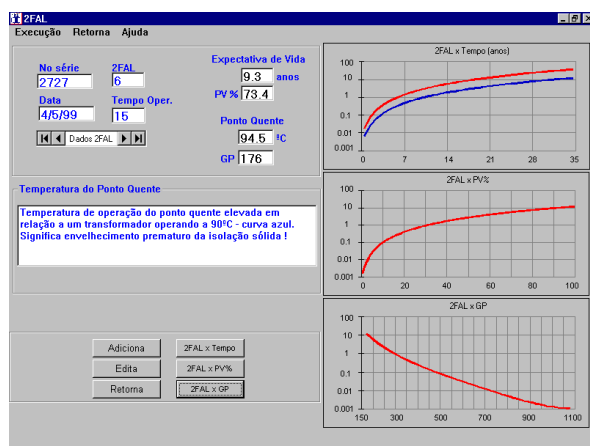 2FAL
Execução Retorna Ajuda
No série 2FAL
2727 6
Data Tempo Oper.
4/5/99 15
Dados 2FAL
Expectativa de Vida
9.3 anos
PV % 73.4
Ponto Quente
94.5 ºC
GP 176
Temperatura do Ponto Quente
Temperatura de operação do ponto quente elevada em
relação a um transformador operando a 90ºC - curva azul.
Significa envelhecimento prematuro da isolação sólida !
Adiciona 2FAL x Tempo
Edita 2FAL x PV%
Retorna 2FAL x GP
2FAL x Tempo (anos)
100
10
1
0.1
0.01
0.001
0 7 14 21 28 35
2FAL x PV%
100
10
1
0.1
0.01
0.001
0 20 40 60 80 100
2FAL x GP
100
10
1
0.1
0.01
0.001
150 300 500 700 900 1100